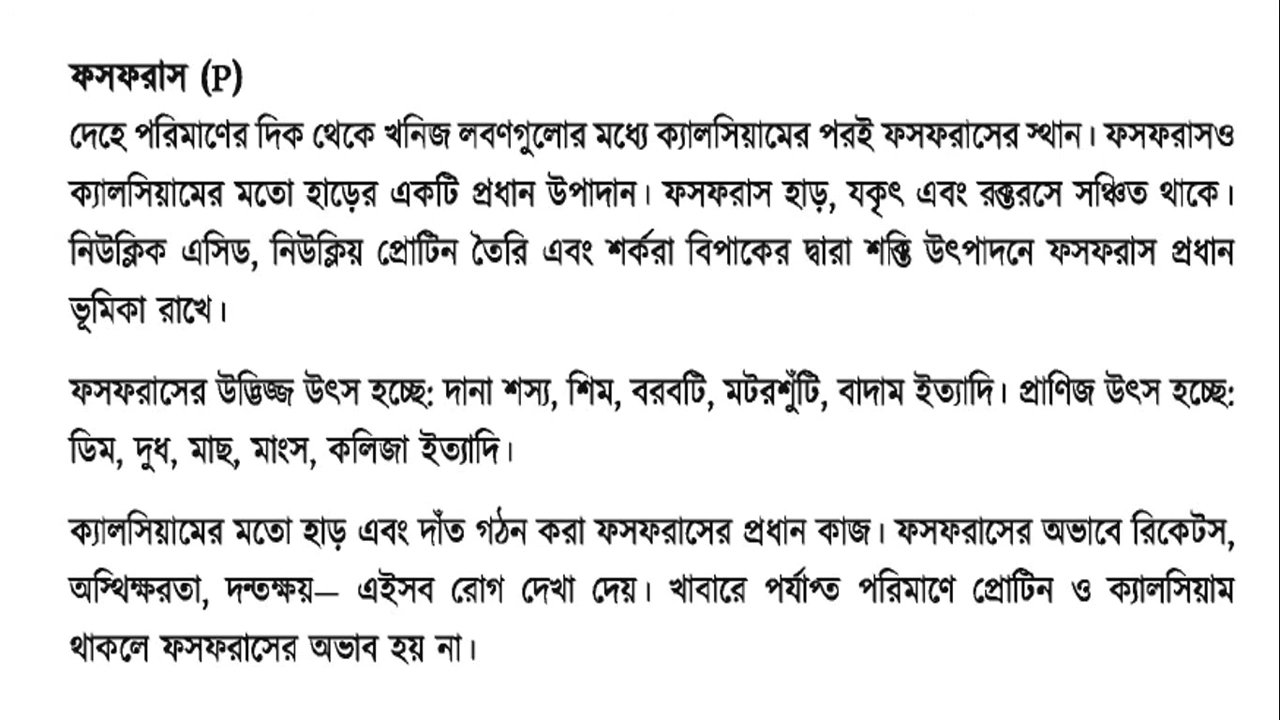 ফসফরাস (P)
দেহে পরিমাণের দিক থেকে খনিজ লবণগুলোর মধ্যে ক্যালসিয়ামের পরই ফসফরাসের স্থান। ফসফরাসও
ক্যালসিয়ামের মতো হাড়ের একটি প্রধান উপাদান। ফসফরাস হাড়, যকৃৎ এবং রক্তরসে সঞ্চিত থাকে।
নিউক্লিক এসিড, নিউক্লিয় প্রোটিন তৈরি এবং শর্করা বিপাকের দ্বারা শক্তি উৎপাদনে ফসফরাস প্রধান
ভূমিকা রাখে।
ফসফরাসের উদ্ভিজ্জ উৎস হচ্ছে: দানা শস্য, শিম, বরবটি, মটরশুঁটি, বাদাম ইত্যাদি। প্রাণিজ উৎস হচ্ছে:
ডিম, দুধ, মাছ, মাংস, কলিজা ইত্যাদি।
ক্যালসিয়ামের মতো হাড় এবং দাঁত গঠন করা ফসফরাসের প্রধান কাজ। ফসফরাসের অভাবে রিকেটস,
অস্থিক্ষরতা, দন্তক্ষয়— এইসব রোগ দেখা দেয়। খাবারে পর্যাপ্ত পরিমাণে প্রোটিন ও ক্যালসিয়াম
থাকলে ফসফরাসের অভাব হয় না।